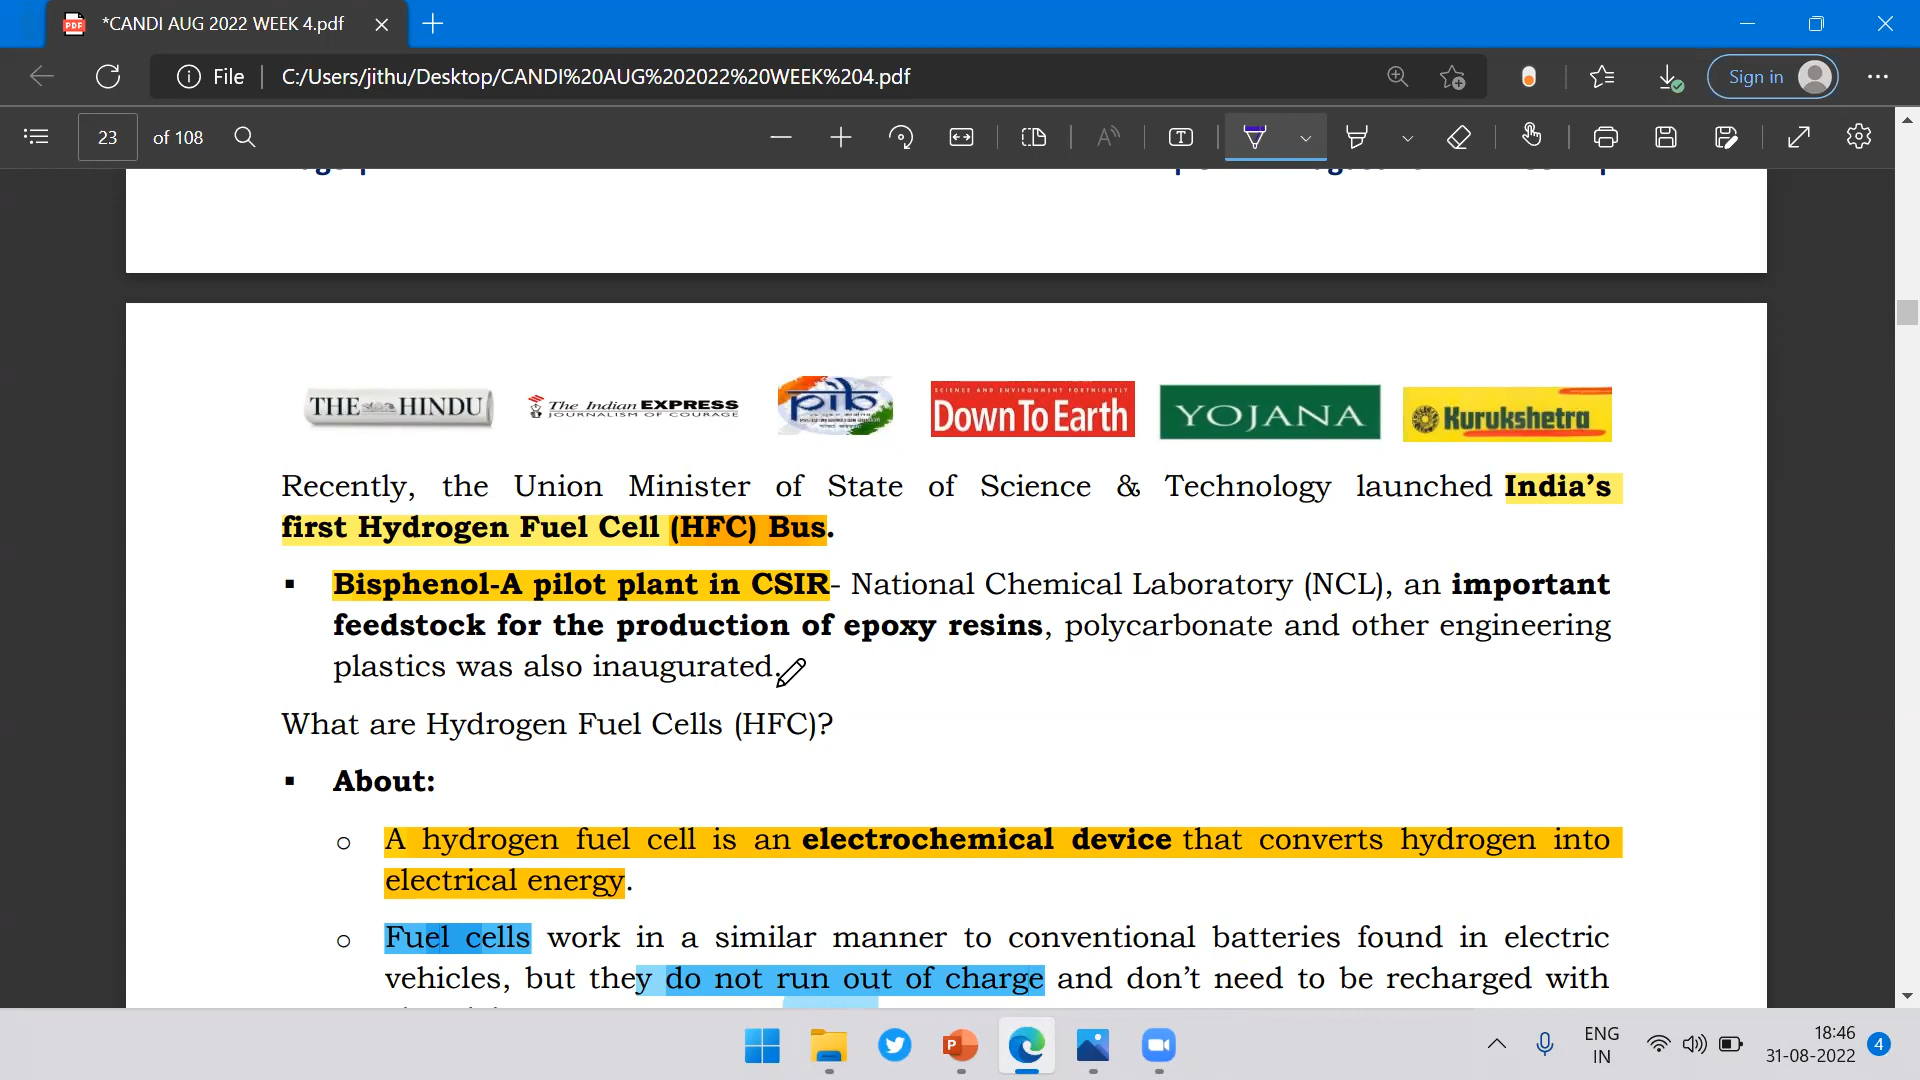 *CANDI AUG 2022 WEEK 4.pdf
File C:/Users/jithu/Desktop/CANDI%20AUG%202022%20WEEK%204.pdf
Sign in
23 of 108
THE HINDU
The Indian EXPRESS
JOURNALISM OF COURAGE
pib
SCIENCE AND ENVIRONMENT FORTNIGHTLY
Down To Earth
YOJANA
Kurukshetra
Recently, the Union Minister of State of Science & Technology launched India’s
first Hydrogen Fuel Cell (HFC) Bus.
▪ Bisphenol-A pilot plant in CSIR- National Chemical Laboratory (NCL), an important
feedstock for the production of epoxy resins, polycarbonate and other engineering
plastics was also inaugurated.
What are Hydrogen Fuel Cells (HFC)?
▪ About:
o A hydrogen fuel cell is an electrochemical device that converts hydrogen into
electrical energy.
o Fuel cells work in a similar manner to conventional batteries found in electric
vehicles, but they do not run out of charge and don’t need to be recharged with
ENG
IN
18:46
31-08-2022
4